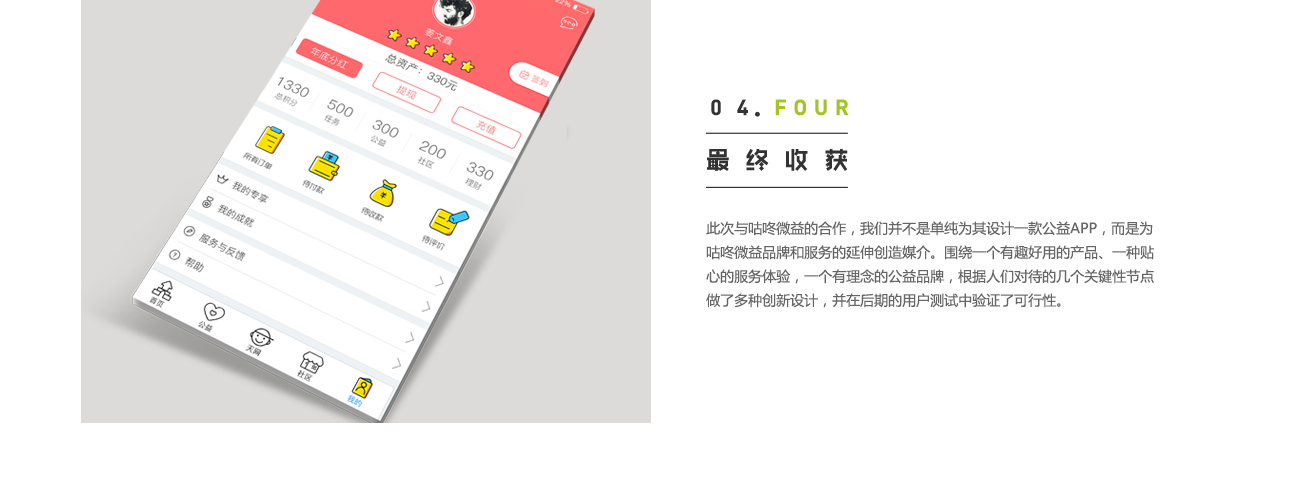 22%
姜文鑫
签到
年底分红
总资产：330元
提现
充值
1330
总积分
500
任务
300
公益
200
社区
330
理财
所有订单
待付款
待收款
待评价
我的专享
我的成就
服务与反馈
帮助
首页
公益
天网
社区
我的
04. FOUR
最终收获
此次与咕咚微益的合作，我们并不是单纯为其设计一款公益APP，而是为
咕咚微益品牌和服务的延伸创造媒介。围绕一个有趣好用的产品、一种贴
心的服务体验，一个有理念的公益品牌，根据人们对待的几个关键性节点
做了多种创新设计，并在后期的用户测试中验证了可行性。